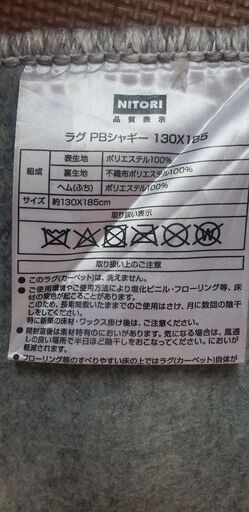 NITORI
品質表示
ラグ PBシャギー 130X185
組成
表生地 ポリエステル100%
裏生地 不織布ポリエステル100%
ヘム(ふち) ポリエステル100%
サイズ 約130X185cm
取り扱い表示
取り扱い上のご注意
●このラグ(カーペット)は、洗えません。
●ご使用環境やご使用方法により塩化ビニル・フローリング等、床
材の変色が起こることがあります。
このため、長期間敷いたままでのご使用はさけ、月に数回の陰干
しをしてください。
特に新築の床材・ワックス掛け後は、ご注意ください。
●開封直後は素材特有のにおいがあります。気になる場合は、風通
しの良い場所で半日ほど陰干しをおこなってください。においが
軽減されます。
●フローリング等のすべりやすい床の上ではラグ(カーペット)自体が